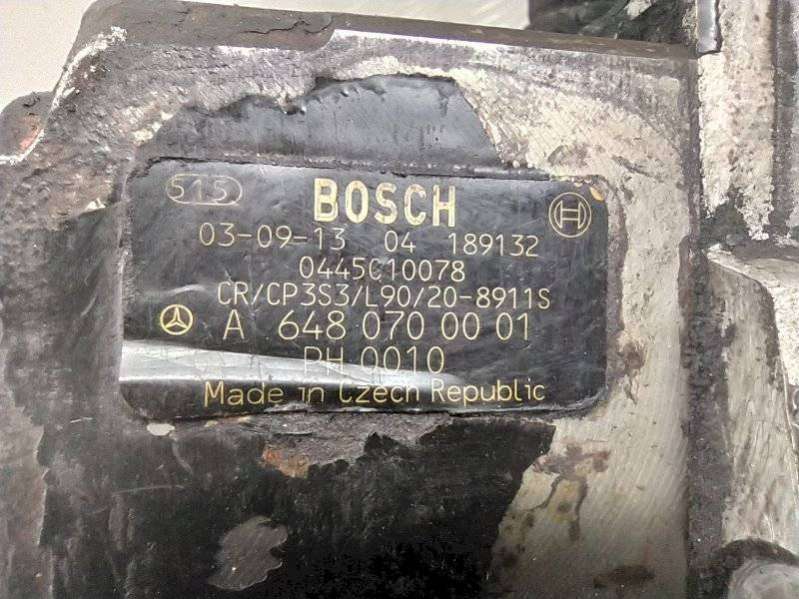 515 BOSCH
03-09-13 04 189132
0445C10078
CR/CP3S3/L90/20-8911S
A 648 070 00 01
PH 0010
Made in Czech Republic